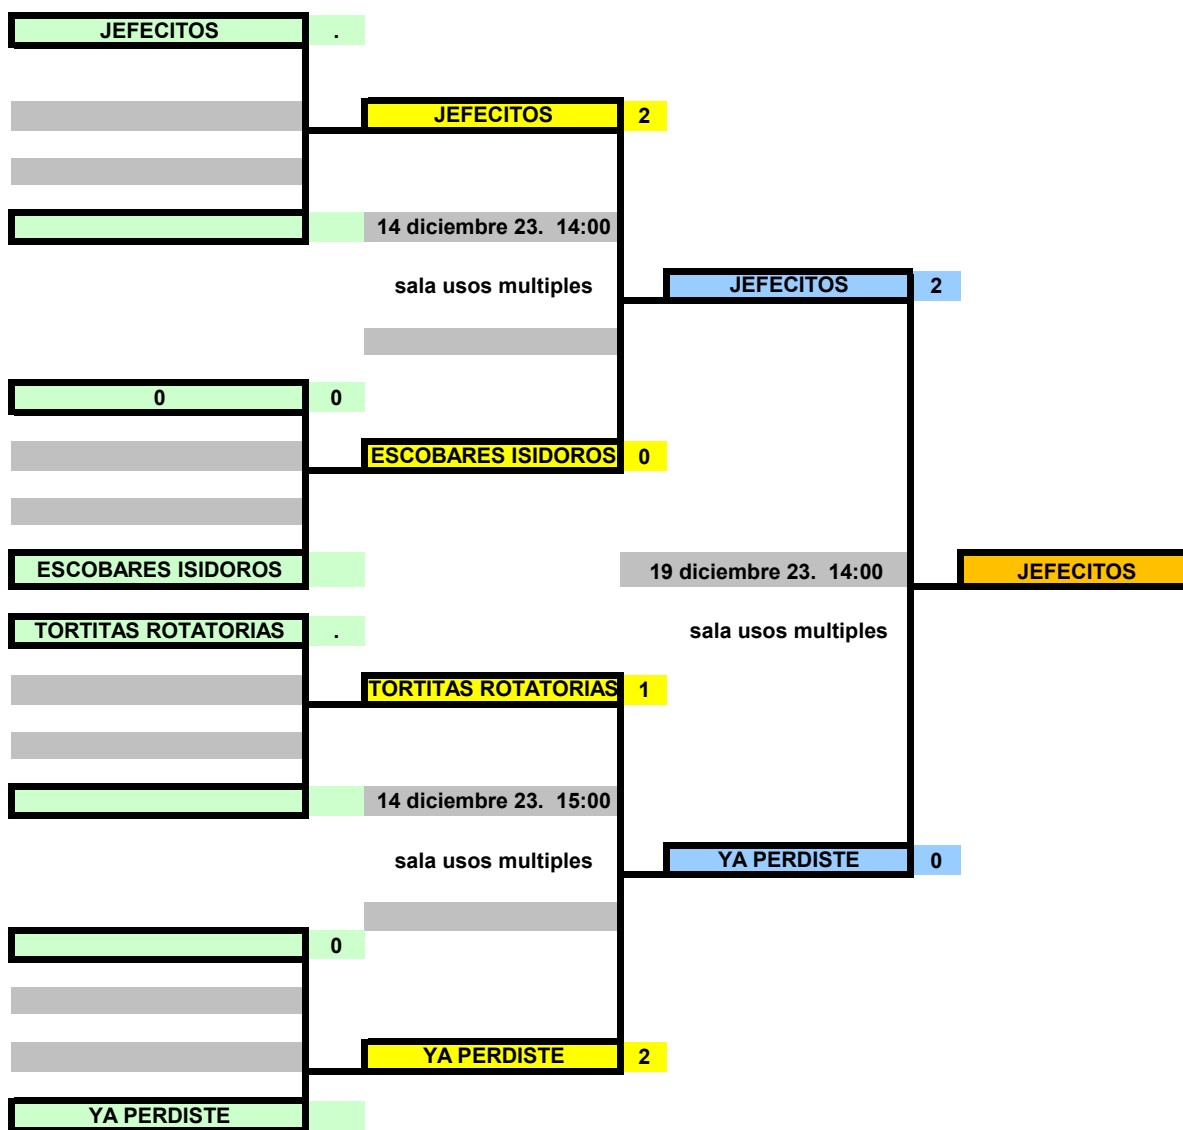 JEFECITOS .
JEFECITOS 2
14 diciembre 23.  14:00
sala usos multiples
JEFECITOS 2
0 0
ESCOBARES ISIDOROS 0
ESCOBARES ISIDOROS
19 diciembre 23.  14:00
JEFECITOS
TORTITAS ROTATORIAS .
sala usos multiples
TORTITAS ROTATORIAS 1
14 diciembre 23.  15:00
sala usos multiples
YA PERDISTE 0
0
YA PERDISTE 2
YA PERDISTE